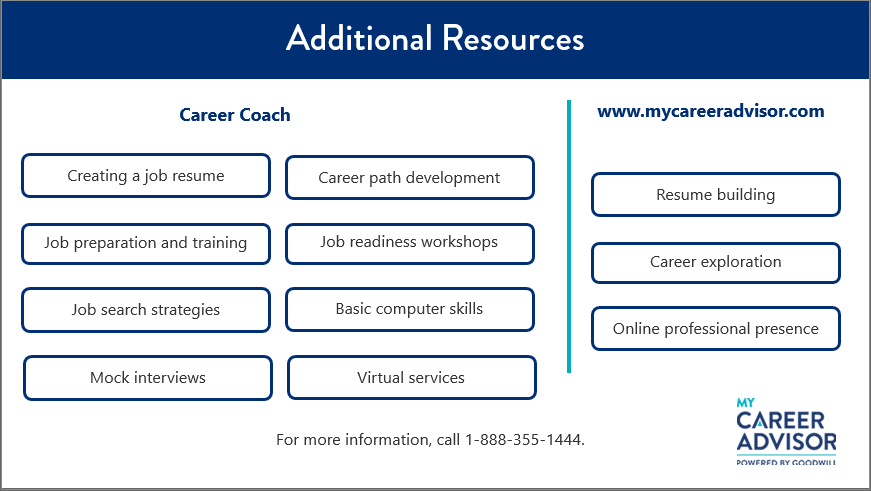 Additional Resources
Career Coach
Creating a job resume
Career path development
Job preparation and training
Job readiness workshops
Job search strategies
Basic computer skills
Mock interviews
Virtual services
For more information, call 1-888-355-1444.
www.mycareeradvisor.com
Resume building
Career exploration
Online professional presence
MY
CAREER
ADVISOR
POWERED BY GOODWILL